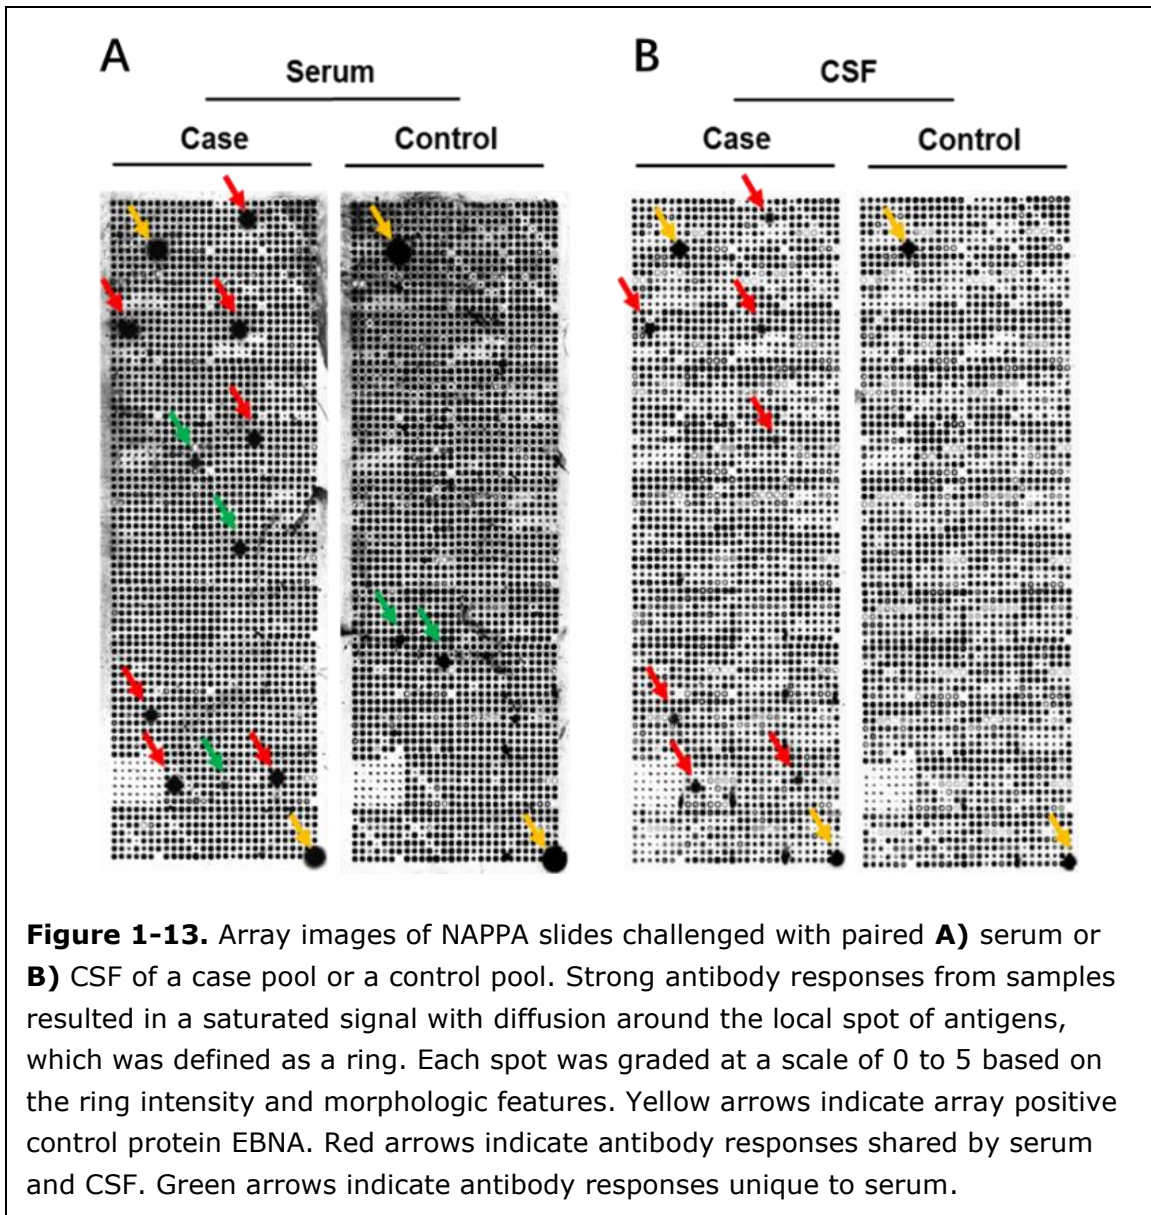 A
B
Serum
CSF
Case
Control
Case
Control
Figure 1-13. Array images of NAPPA slides challenged with paired A) serum or
B) CSF of a case pool or a control pool. Strong antibody responses from samples
resulted in a saturated signal with diffusion around the local spot of antigens,
which was defined as a ring. Each spot was graded at a scale of 0 to 5 based on
the ring intensity and morphologic features. Yellow arrows indicate array positive
control protein EBNA. Red arrows indicate antibody responses shared by serum
and CSF. Green arrows indicate antibody responses unique to serum.